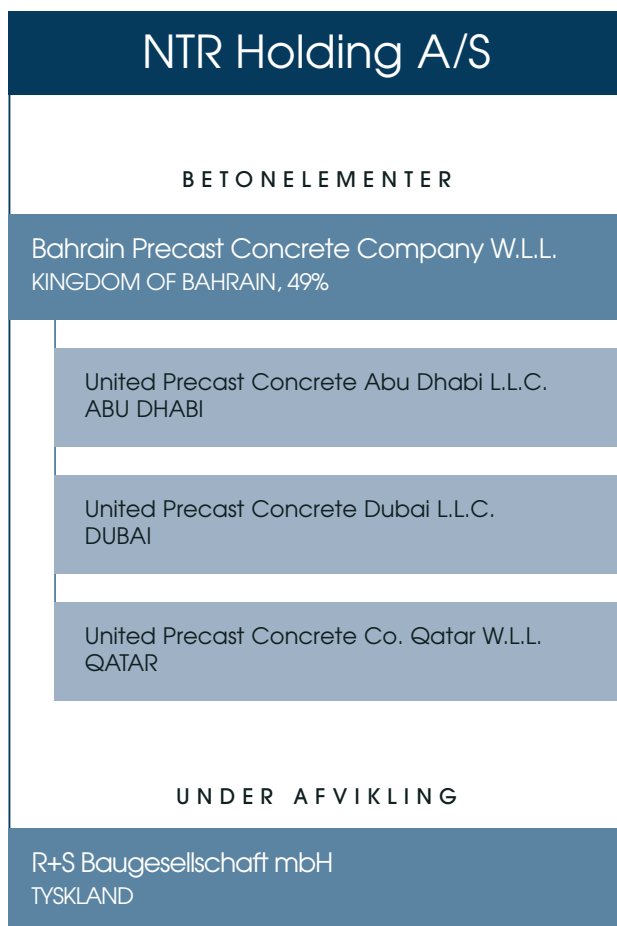 NTR Holding A/S
BETONELEMENTER
Bahrain Precast Concrete Company W.L.L.
KINGDOM OF BAHRAIN, 49%
United Precast Concrete Abu Dhabi L.L.C.
ABU DHABI
United Precast Concrete Dubai L.L.C.
DUBAI
United Precast Concrete Co. Qatar W.L.L.
QATAR
UNDER AFVIKLING
R+S Baugesellschaft mbH
TYSKLAND